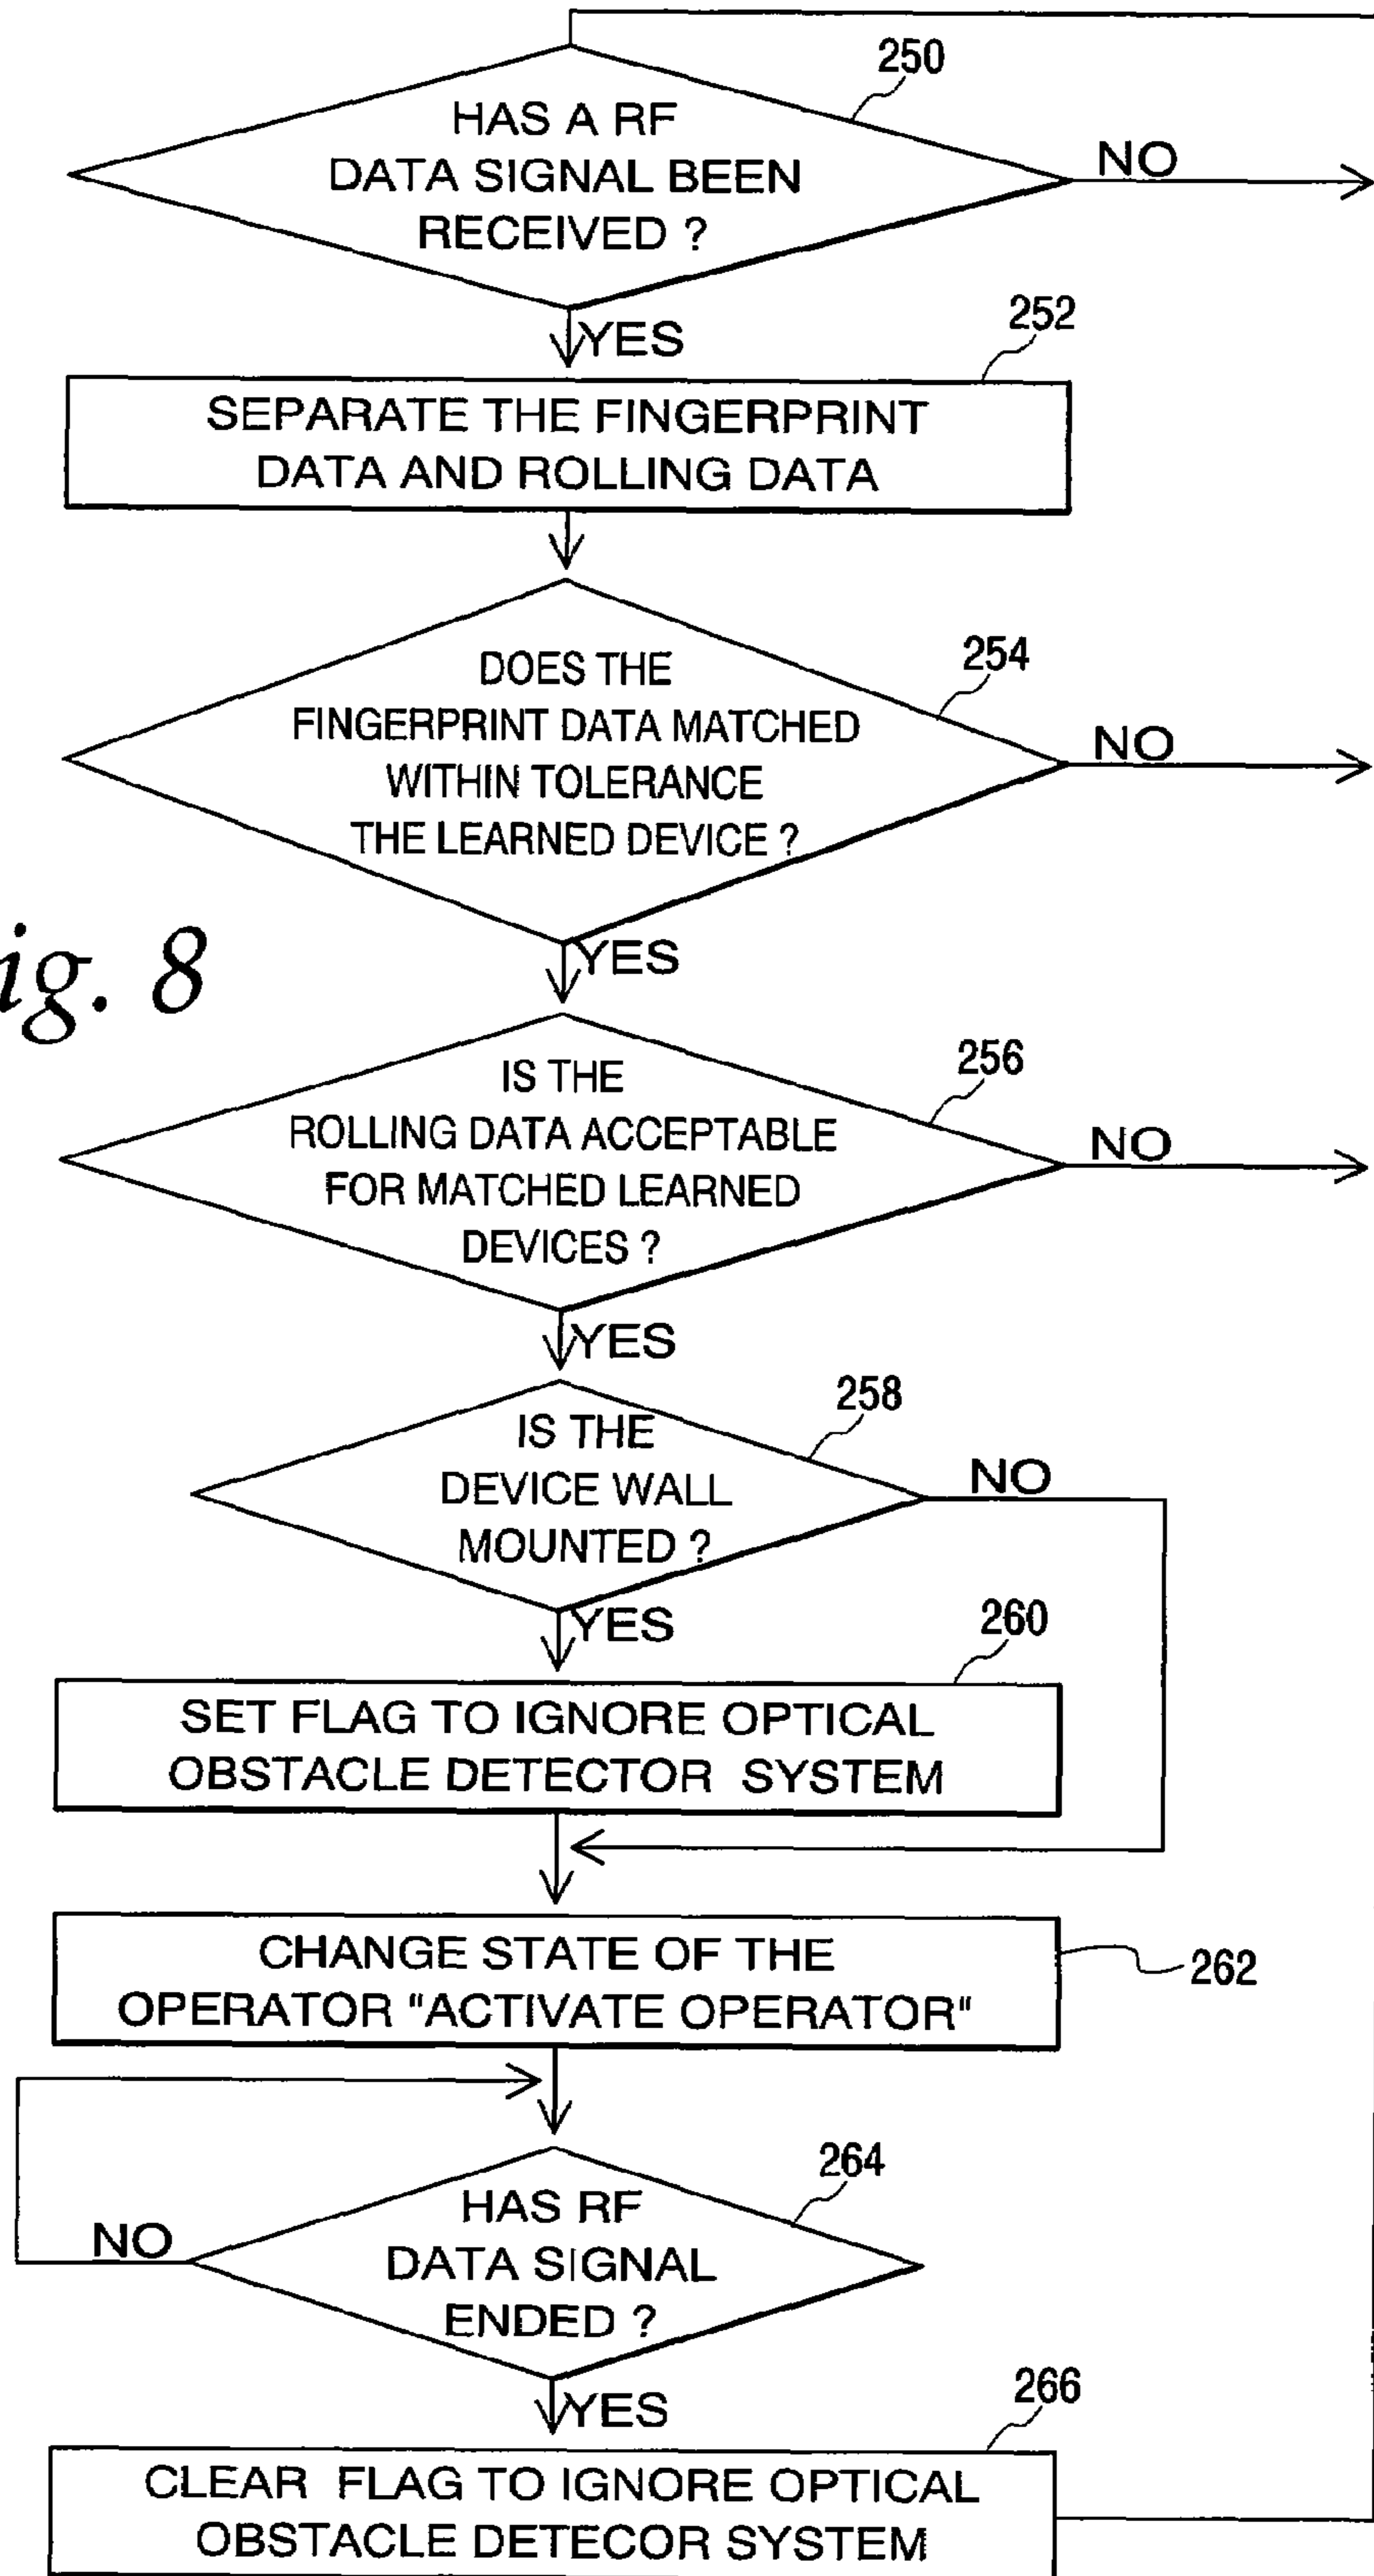 250
HAS A RF
DATA SIGNAL BEEN
RECEIVED ?
NO
YES
252
SEPARATE THE FINGERPRINT
DATA AND ROLLING DATA
254
DOES THE
FINGERPRINT DATA MATCHED
WITHIN TOLERANCE
THE LEARNED DEVICE ?
NO
YES
ig. 8
256
IS THE
ROLLING DATA ACCEPTABLE
FOR MATCHED LEARNED
DEVICES ?
NO
YES
258
IS THE
DEVICE WALL
MOUNTED ?
NO
YES
260
SET FLAG TO IGNORE OPTICAL
OBSTACLE DETECTOR SYSTEM
CHANGE STATE OF THE
OPERATOR "ACTIVATE OPERATOR"
262
264
HAS RF
DATA SIGNAL
ENDED ?
NO
YES
266
CLEAR FLAG TO IGNORE OPTICAL
OBSTACLE DETECOR SYSTEM